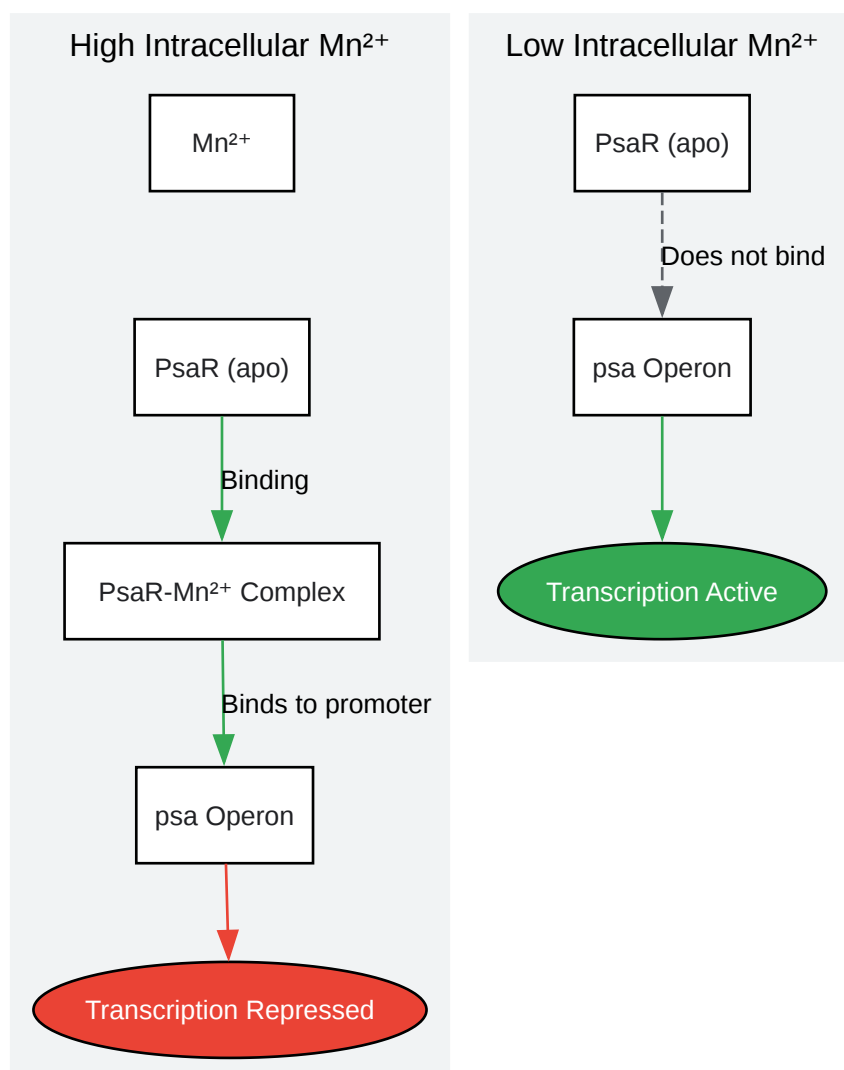 High Intracellular Mn²⁺
Mn²⁺
PsaR (apo)
Binding
PsaR-Mn²⁺ Complex
Binds to promoter
psa Operon
Transcription Repressed
Low Intracellular Mn²⁺
PsaR (apo)
Does not bind
psa Operon
Transcription Active